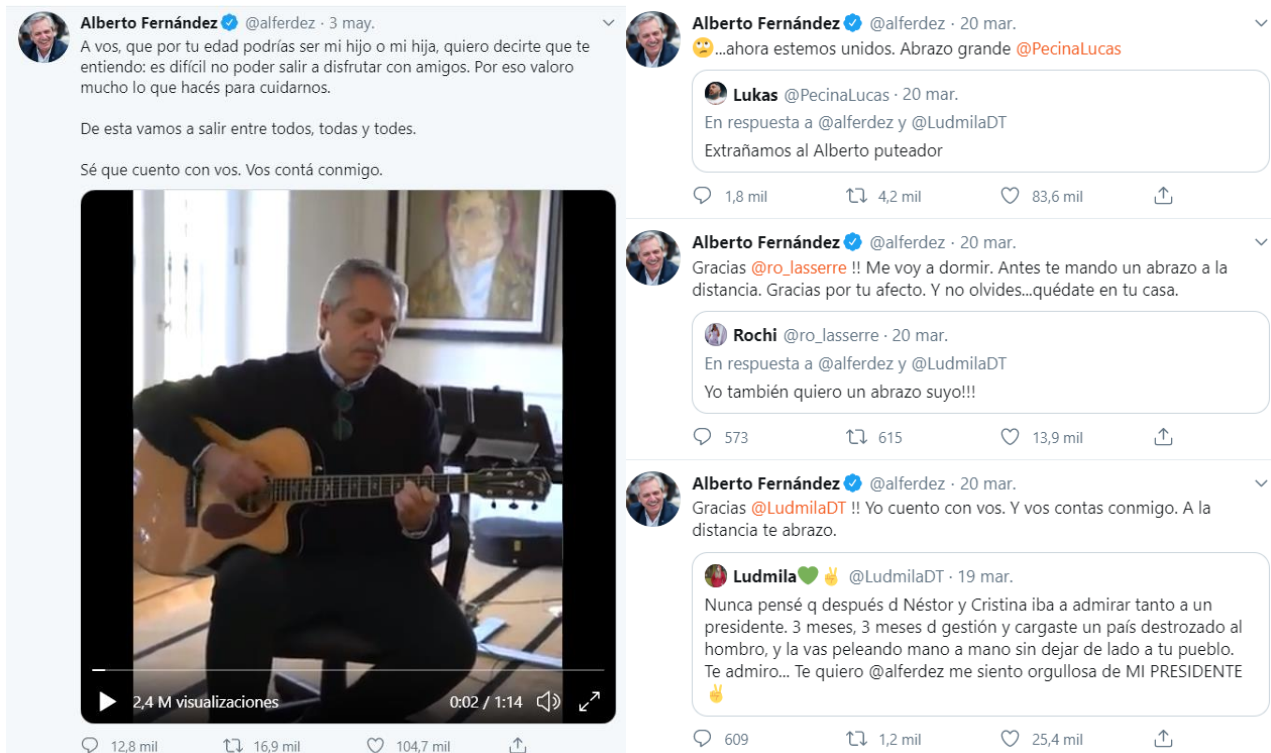 Alberto Fernández @alferdez · 3 may.
A vos, que por tu edad podrías ser mi hijo o mi hija, quiero decirte que te
entiendo: es difícil no poder salir a disfrutar con amigos. Por eso valoro
mucho lo que hacés para cuidarnos.
De esta vamos a salir entre todos, todas y todes.
Sé que cuento con vos. Vos contá conmigo.
2,4 M visualizaciones
0:02 / 1:14
12,8 mil 16,9 mil 104,7 mil
Alberto Fernández @alferdez · 20 mar.
🙄...ahora estemos unidos. Abrazo grande @PecinaLucas
Lukas @PecinaLucas · 20 mar.
En respuesta a @alferdez y @LudmilaDT
Extrañamos al Alberto puteador
1,8 mil 4,2 mil 83,6 mil
Alberto Fernández @alferdez · 20 mar.
Gracias @ro_lasserre !! Me voy a dormir. Antes te mando un abrazo a la
distancia. Gracias por tu afecto. Y no olvides...quédate en tu casa.
Rochi @ro_lasserre · 20 mar.
En respuesta a @alferdez y @LudmilaDT
Yo también quiero un abrazo suyo!!!
573 615 13,9 mil
Alberto Fernández @alferdez · 20 mar.
Gracias @LudmilaDT !! Yo cuento con vos. Y vos contas conmigo. A la
distancia te abrazo.
Ludmila💚✌ @LudmilaDT · 19 mar.
Nunca pensé q después d Néstor y Cristina iba a admirar tanto a un
presidente. 3 meses, 3 meses d gestión y cargaste un país destrozado al
hombro, y la vas peleando mano a mano sin dejar de lado a tu pueblo.
Te admiro... Te quiero @alferdez me siento orgullosa de MI PRESIDENTE
✌
609 1,2 mil 25,4 mil